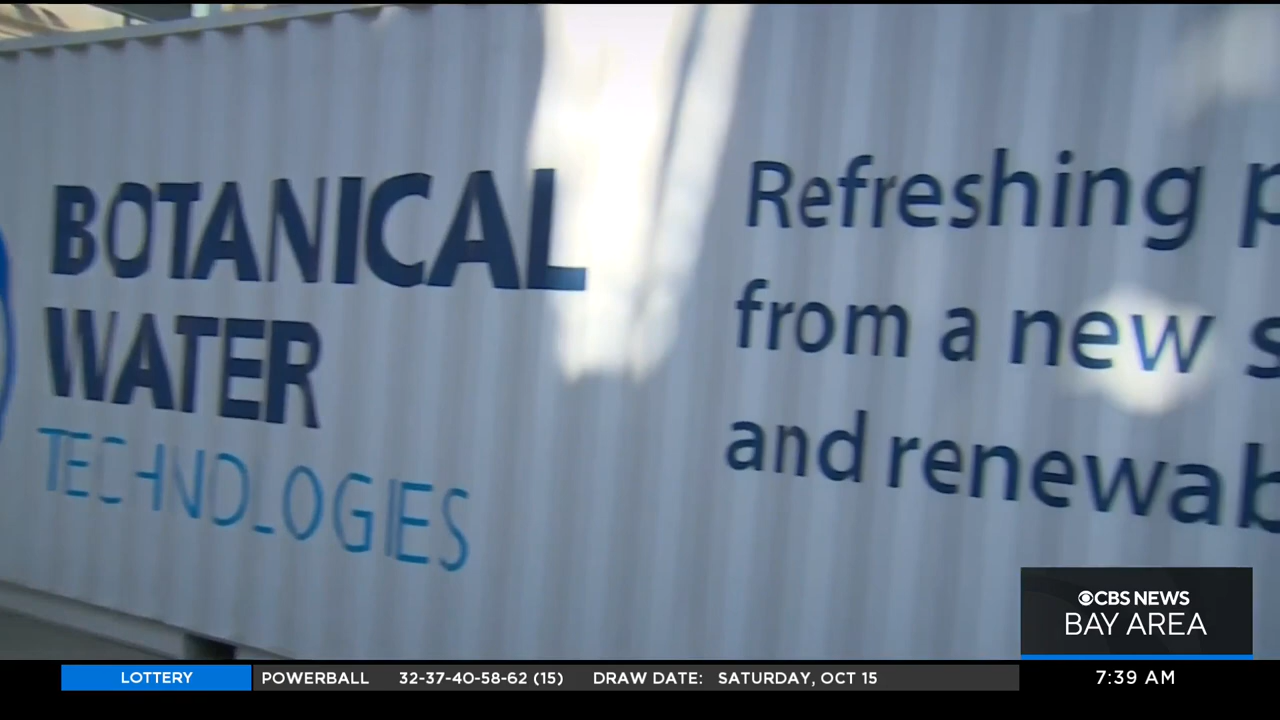 BOTANICAL
WATER
TECHNOLOGIES
Refreshing
from a new
and
CBS NEWS
BAY AREA
LOTTERY POWERBALL 32-37-40-58-62 (15) DRAW DATE: SATURDAY, OCT 15 7:39 AM